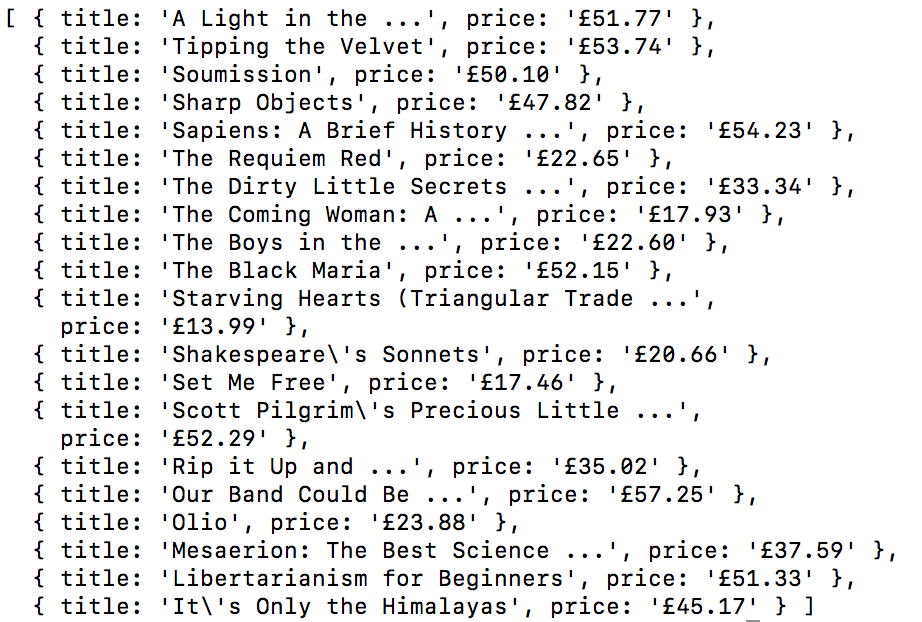 [ { title: 'A Light in the ...', price: '£51.77' },
  { title: 'Tipping the Velvet', price: '£53.74' },
  { title: 'Soumission', price: '£50.10' },
  { title: 'Sharp Objects', price: '£47.82' },
  { title: 'Sapiens: A Brief History ...', price: '£54.23' },
  { title: 'The Requiem Red', price: '£22.65' },
  { title: 'The Dirty Little Secrets ...', price: '£33.34' },
  { title: 'The Coming Woman: A ...', price: '£17.93' },
  { title: 'The Boys in the ...', price: '£22.60' },
  { title: 'The Black Maria', price: '£52.15' },
  { title: 'Starving Hearts (Triangular Trade ...',
    price: '£13.99' },
  { title: 'Shakespeare\'s Sonnets', price: '£20.66' },
  { title: 'Set Me Free', price: '£17.46' },
  { title: 'Scott Pilgrim\'s Precious Little ...',
    price: '£52.29' },
  { title: 'Rip it Up and ...', price: '£35.02' },
  { title: 'Our Band Could Be ...', price: '£57.25' },
  { title: 'Olio', price: '£23.88' },
  { title: 'Mesaerion: The Best Science ...', price: '£37.59' },
  { title: 'Libertarianism for Beginners', price: '£51.33' },
  { title: 'It\'s Only the Himalayas', price: '£45.17' } ]